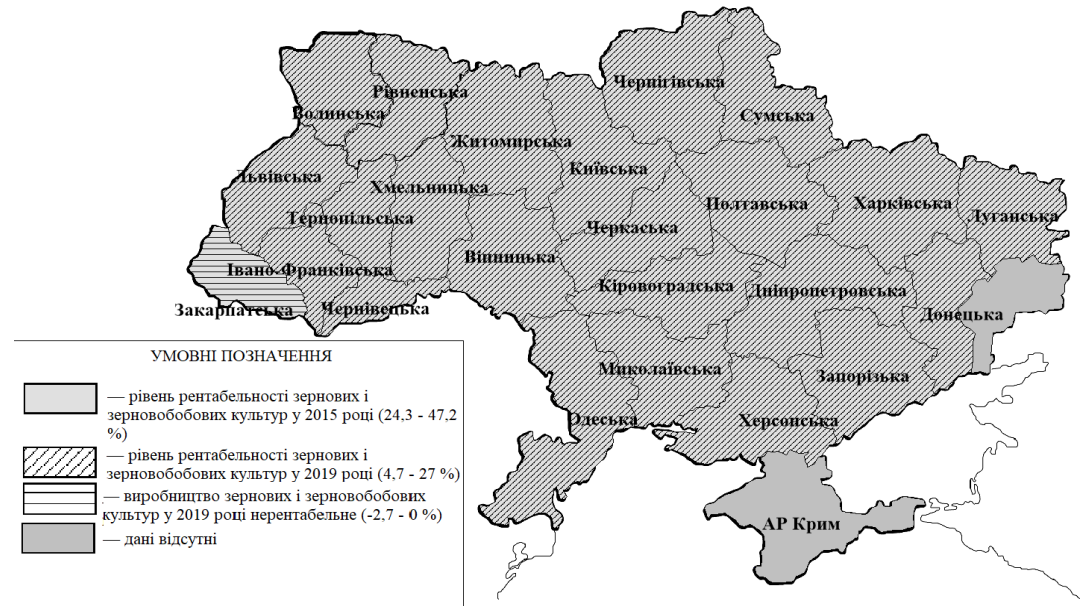 Чернігівська
Рівненська
Волинська
Сумська
Житомирська
Київська
Львівська
Хмельницька
Полтавська
Харківська
Тернопільська
Луганська
Черкаська
Вінницька
Івано-Франківська
Кіровоградська
Дніпропетровська
Закарпатська
Чернівецька
Донецька
Миколаївська
Запорізька
Одеська
Херсонська
АР Крим
УМОВНІ ПОЗНАЧЕННЯ
— рівень рентабельності зернових і
зерновобобових культур у 2015 році (24,3 - 47,2
%)
— рівень рентабельності зернових і
зерновобобових культур у 2019 році (4,7 - 27 %)
— виробництво зернових і зерновобобових
культур у 2019 році нерентабельне (-2,7 - 0 %)
— дані відсутні